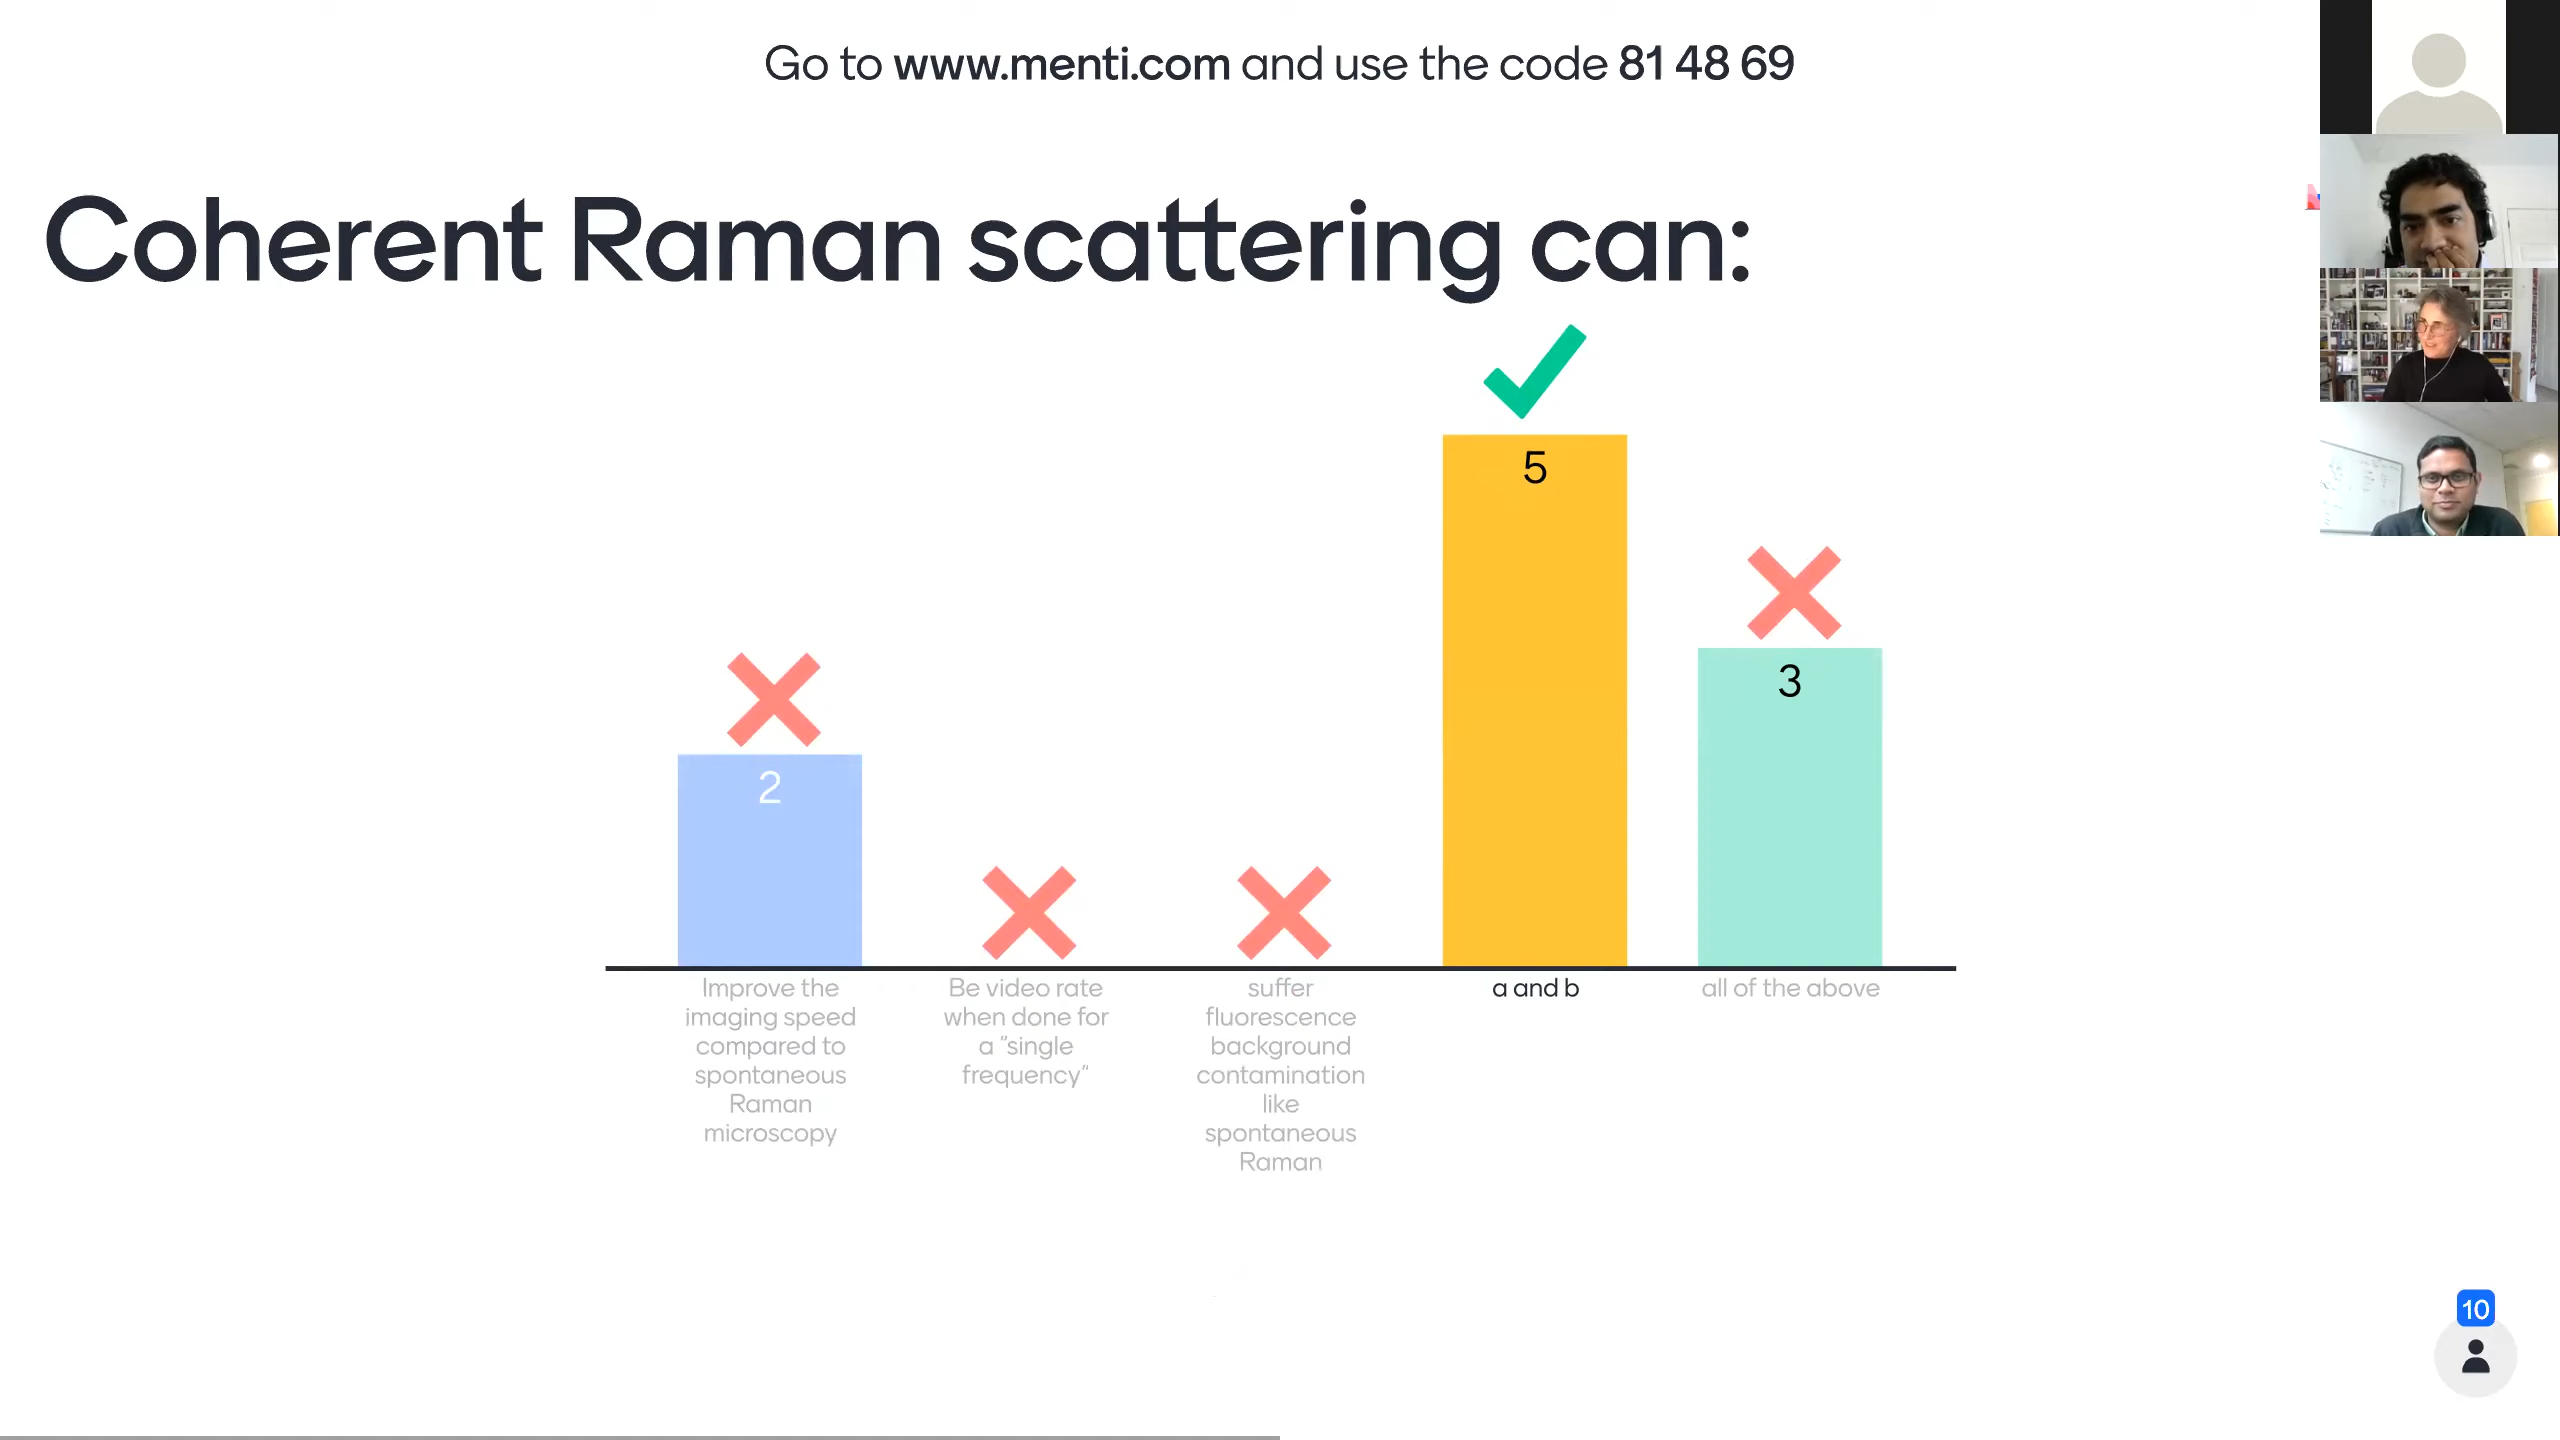 Go to www.menti.com and use the code 81 48 69
Coherent Raman scattering can:
5
3
2
Improve the
imaging speed
compared to
spontaneous
Raman
microscopy
Be video rate
when done for
a "single
frequency"
suffer
fluorescence
background
contamination
like
spontaneous
Raman
a and b
all of the above
10